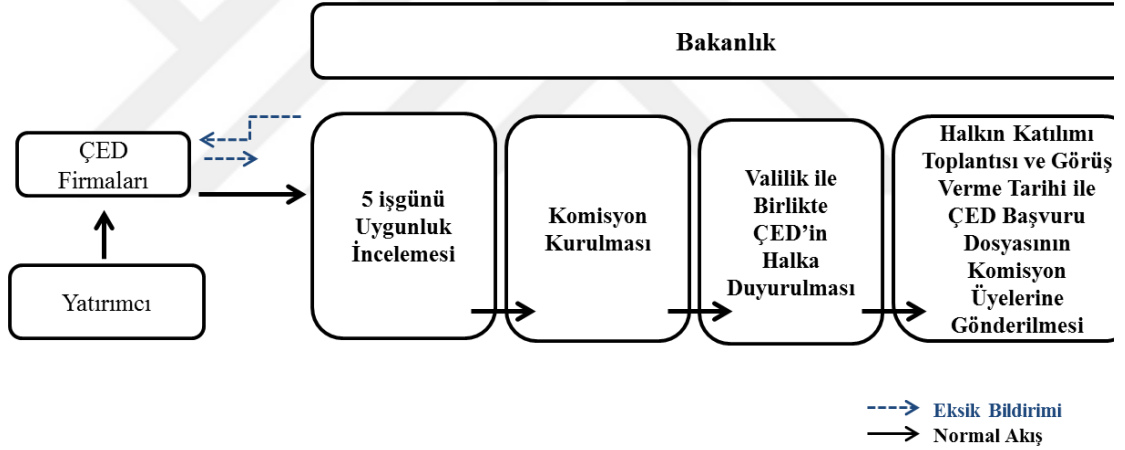 Bakanlık
ÇED
Firmaları
Yatırımcı
5 işgünü
Uygunluk
İncelemesi
Komisyon
Kurulması
Valilik ile
Birlikte
ÇED’in
Halka
Duyurulması
Halkın Katılımı
Toplantısı ve Görüş
Verme Tarihi ile
ÇED Başvuru
Dosyasının
Komisyon
Üyelerine
Gönderilmesi
Eksik Bildirimi
Normal Akış